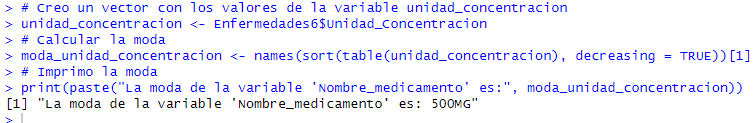 > # Creo un vector con los valores de la variable unidad_concentracion
> unidad_concentracion <- Enfermedades6$Unidad_Concentracion
> # Calcular la moda
> moda_unidad_concentracion <- names(sort(table(unidad_concentracion), decreasing = TRUE))[1]
> # Imprimo la moda
> print(paste("La moda de la variable 'Nombre_medicamento' es:", moda_unidad_concentracion))
[1] "La moda de la variable 'Nombre_medicamento' es: 500MG"
>